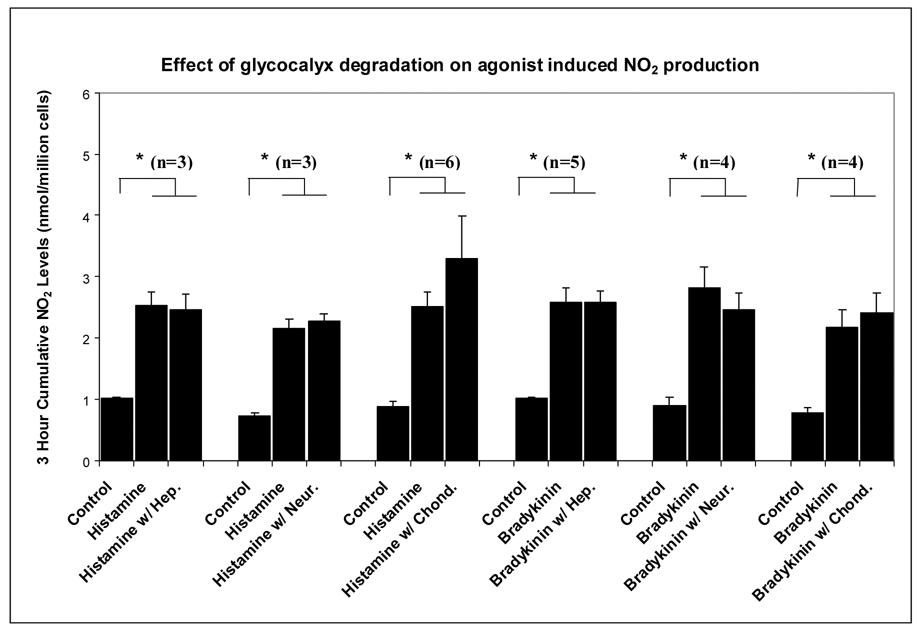 Effect of glycocalyx degradation on agonist induced NO₂ production
3 Hour Cumulative NO₂ Levels (nmol/million cells)
6
5
4
3
2
1
0
* (n=3)
* (n=3)
* (n=6)
* (n=5)
* (n=4)
* (n=4)
Control
Histamine
Histamine w/ Hep.
Control
Histamine
Histamine w/ Neur.
Control
Histamine
Histamine w/ Chond.
Control
Bradykinin
Bradykinin w/ Hep.
Control
Bradykinin
Bradykinin w/ Neur.
Control
Bradykinin
Bradykinin w/ Chond.